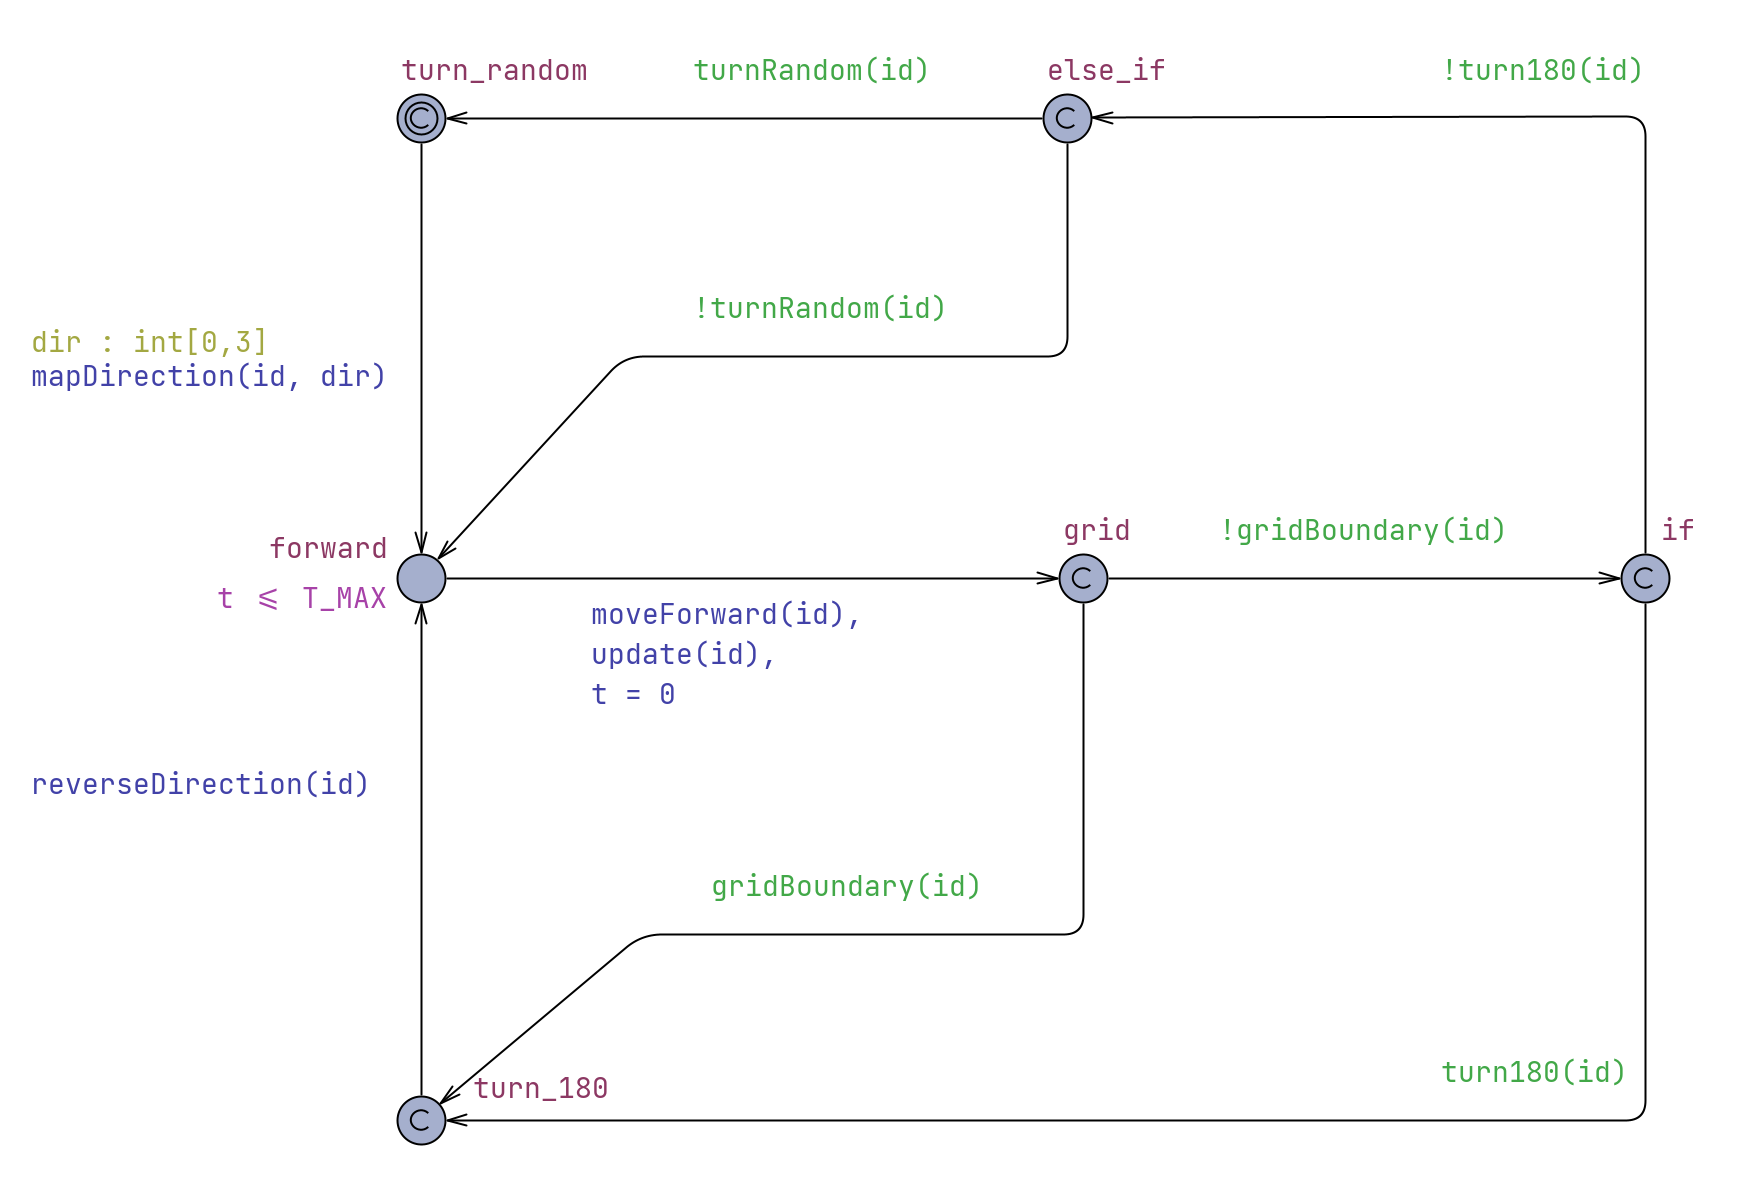 turn_random
turnRandom(id)
else_if
!turn180(id)
C
C
!turnRandom(id)
dir : int[0,3]
mapDirection(id, dir)
forward
grid
!gridBoundary(id)
if
t ⩽ T_MAX
C
C
moveForward(id),
update(id),
t = 0
reverseDirection(id)
gridBoundary(id)
turn180(id)
turn_180
C